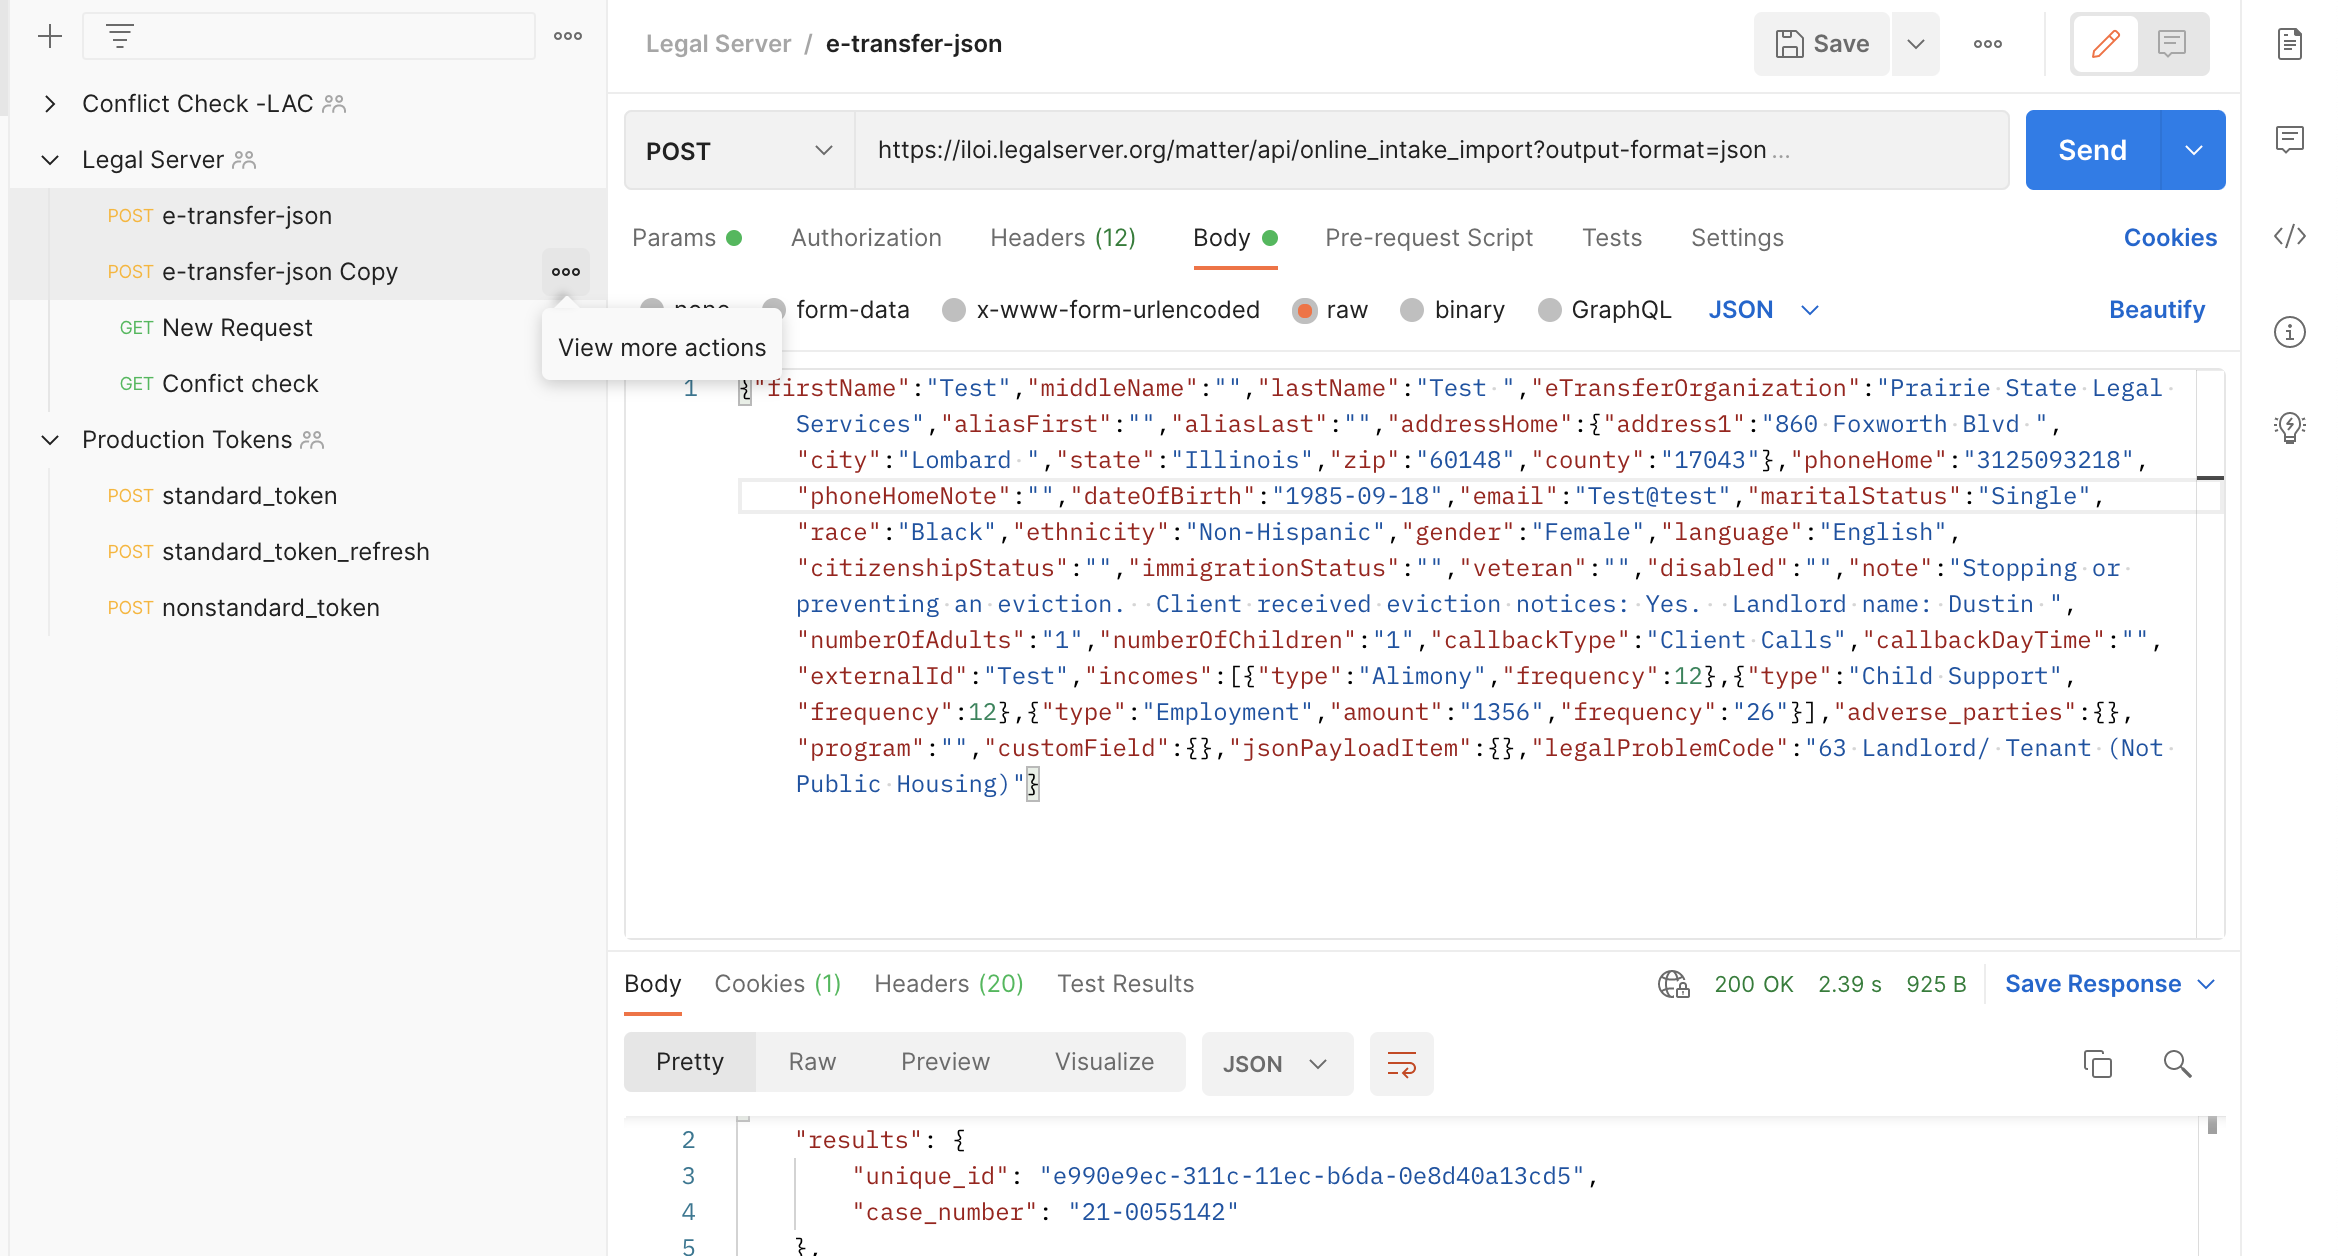 Conflict Check -LAC
Legal Server
POST e-transfer-json
POST e-transfer-json Copy
View more actions
GET New Request
GET Confict check
Production Tokens
POST standard_token
POST standard_token_refresh
POST nonstandard_token
Legal Server / e-transfer-json
Save
POST
https://iloi.legalserver.org/matter/api/online_intake_import?output-format=json ...
Send
Params
Authorization
Headers (12)
Body
Pre-request Script
Tests
Settings
Cookies
none
form-data
x-www-form-urlencoded
raw
binary
GraphQL
JSON
Beautify
1 {"firstName":"Test","middleName":"","lastName":"Test ","eTransferOrganization":"Prairie State Legal
Services","aliasFirst":"","aliasLast":"","addressHome":{"address1":"860 Foxworth Blvd ",
"city":"Lombard ","state":"Illinois","zip":"60148","county":"17043"},"phoneHome":"3125093218",
"phoneHomeNote":"","dateOfBirth":"1985-09-18","email":"Test@test","maritalStatus":"Single",
"race":"Black","ethnicity":"Non-Hispanic","gender":"Female","language":"English",
"citizenshipStatus":"","immigrationStatus":"","veteran":"","disabled":"","note":"Stopping or
preventing an eviction.  Client received eviction notices: Yes.  Landlord name: Dustin ",
"numberOfAdults":"1","numberOfChildren":"1","callbackType":"Client Calls","callbackDayTime":"",
"externalId":"Test","incomes":[{"type":"Alimony","frequency":12},{"type":"Child Support",
"frequency":12},{"type":"Employment","amount":"1356","frequency":"26"}],"adverse_parties":{},
"program":"","customField":{},"jsonPayloadItem":{},"legalProblemCode":"63 Landlord/ Tenant (Not
Public Housing)"}
Body
Cookies (1)
Headers (20)
Test Results
200 OK
2.39 s
925 B
Save Response
Pretty
Raw
Preview
Visualize
JSON
2 "results": {
3 "unique_id": "e990e9ec-311c-11ec-b6da-0e8d40a13cd5",
4 "case_number": "21-0055142"
5 },